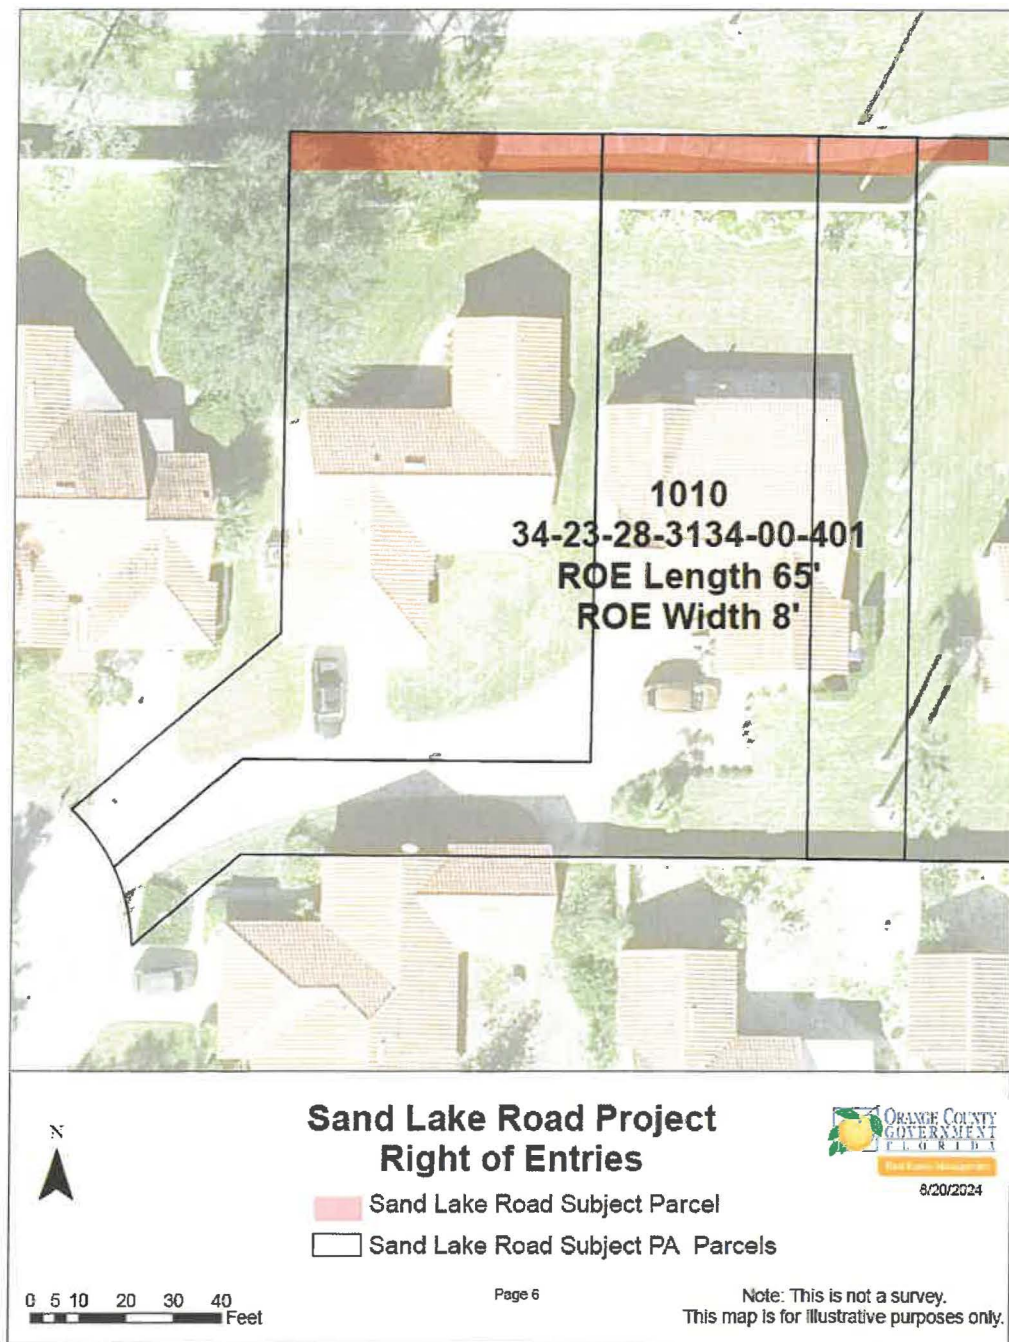 1010
34-23-28-3134-00-401
ROE Length 65'
ROE Width 8'
Sand Lake Road Project
Right of Entries
N
Sand Lake Road Subject Parcel
Sand Lake Road Subject PA Parcels
ORANGE COUNTY
GOVERNMENT
FLORIDA
Real Estate Management
8/20/2024
0 5 10 20 30 40
Feet
Page 6
Note: This is not a survey.
This map is for illustrative purposes only.